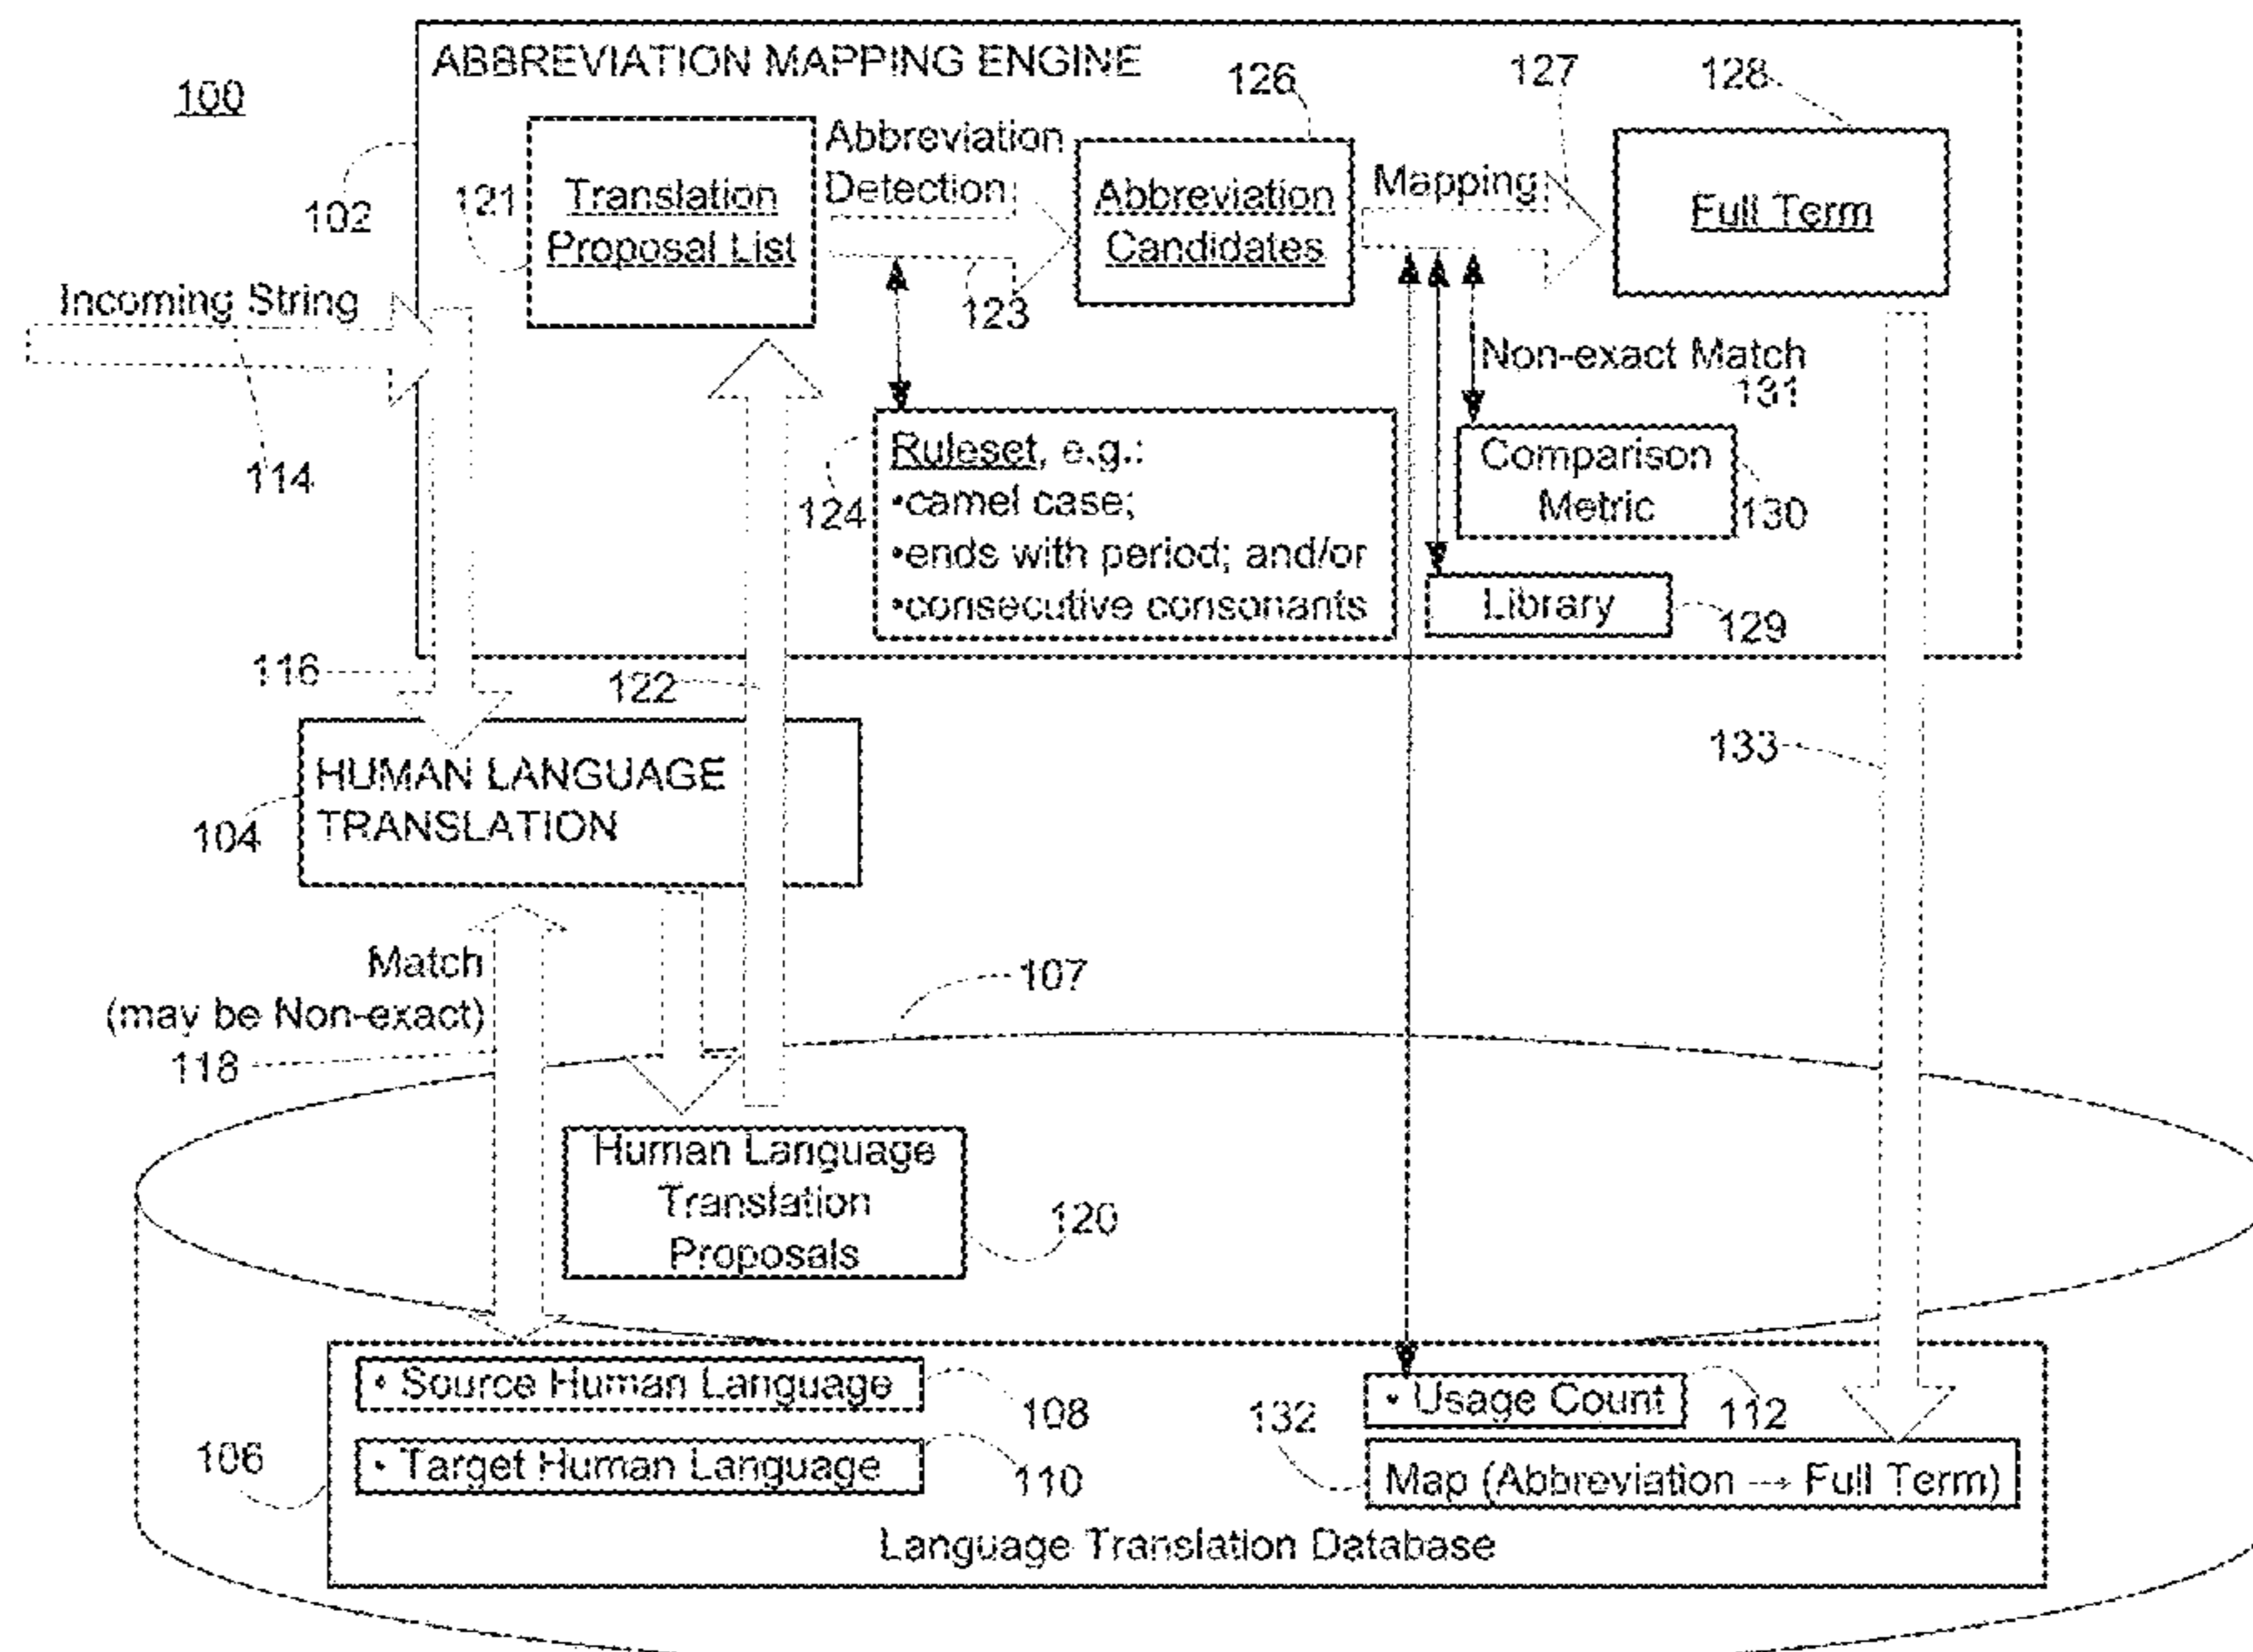 ABBREVIATION MAPPING ENGINE
100
126
127
128
Abbreviation
Detection
102
121
Translation
Proposal List
Abbreviation
Candidates
Mapping
Full Term
Incoming String
123
Non-exact Match
131
114
124
Ruleset, e.g.:
•camel case;
•ends with period; and/or
•consecutive consonants
Comparison
Metric
130
Library
129
116
122
HUMAN LANGUAGE
TRANSLATION
104
133
Match
(may be Non-exact)
118
107
Human Language
Translation
Proposals
120
• Source Human Language
108
• Usage Count
112
132
106
• Target Human Language
110
Map (Abbreviation → Full Term)
Language Translation Database